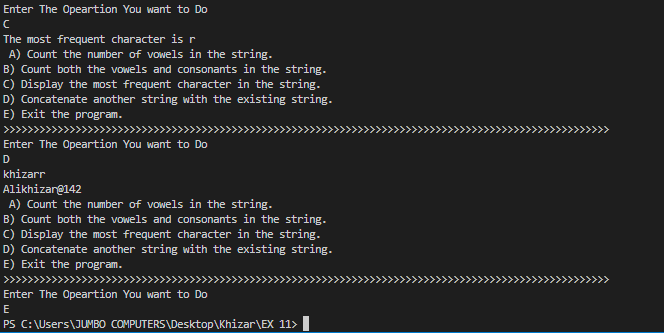 Enter The Opeartion You want to Do
C
The most frequent character is r
 A) Count the number of vowels in the string.
B) Count both the vowels and consonants in the string.
C) Display the most frequent character in the string.
D) Concatenate another string with the existing string.
E) Exit the program.
>>>>>>>>>>>>>>>>>>>>>>>>>>>>>>>>>>>>>>>>>>>>>>>>>>>>>>>>>>>>>>>>>>>>>>>>>>>>>>>>>>>>>>>>>>>>>>>>>>>>>
Enter The Opeartion You want to Do
D
khizarr
Alikhizar@142
 A) Count the number of vowels in the string.
B) Count both the vowels and consonants in the string.
C) Display the most frequent character in the string.
D) Concatenate another string with the existing string.
E) Exit the program.
>>>>>>>>>>>>>>>>>>>>>>>>>>>>>>>>>>>>>>>>>>>>>>>>>>>>>>>>>>>>>>>>>>>>>>>>>>>>>>>>>>>>>>>>>>>>>>>>>>>>>
Enter The Opeartion You want to Do
E
PS C:\Users\JUMBO COMPUTERS\Desktop\Khizar\EX 11>